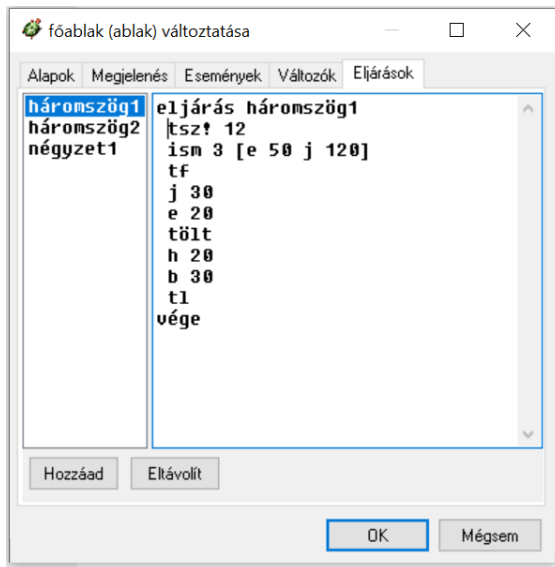 főablak (ablak) változtatása
Alapok Megjelenés Események Változók Eljárások
háromszög1
háromszög2
négyzet1
eljárás háromszög1
tsz! 12
ism 3 [e 50 j 120]
tf
j 30
e 20
tölt
h 20
b 30
tl
vége
Hozzáad Eltávolít
OK Mégsem